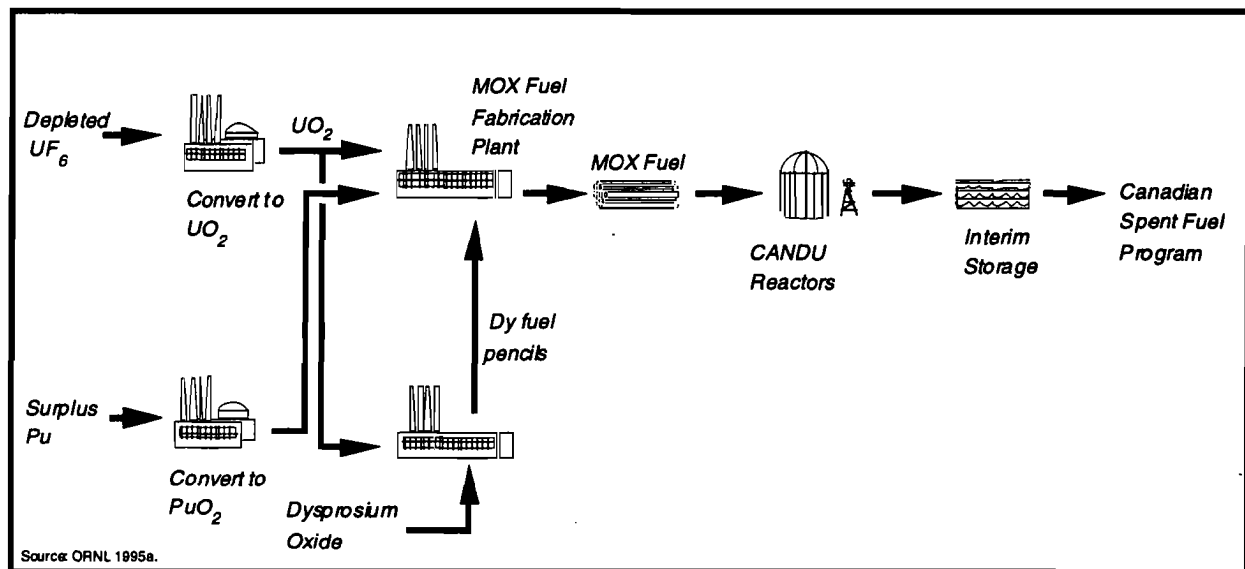 Depleted
UF6
Convert to
UO2
UO2
MOX Fuel
Fabrication
Plant
MOX Fuel
CANDU
Reactors
Interim
Storage
Canadian
Spent Fuel
Program
Dy fuel
pencils
Surplus
Pu
Convert to
PuO2
Dysprosium
Oxide
Source: ORNL 1995a.